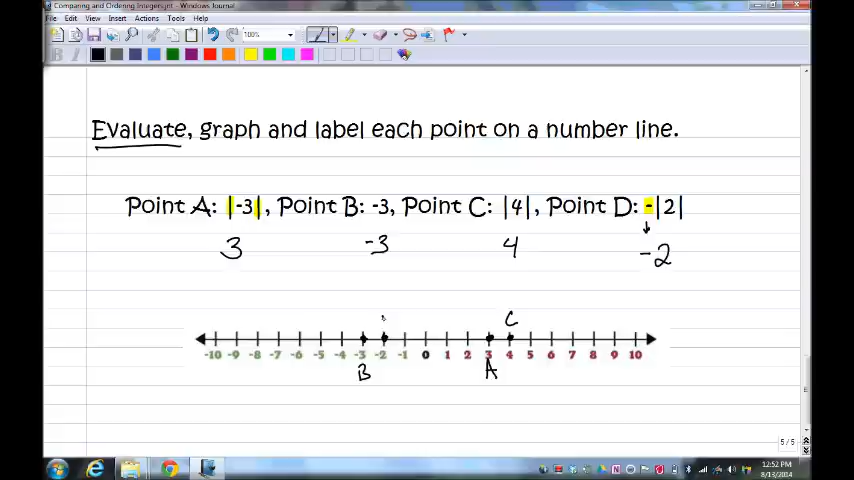 Comparing and Ordering Integers.jnt - Windows Journal
File Edit View Insert Actions Tools Help
100%
B I
Evaluate, graph and label each point on a number line.
Point A: |-3|, Point B: -3, Point C: |4|, Point D: -|2|
3 -3 4 -2
C
-10 -9 -8 -7 -6 -5 -4 -3 -2 -1 0 1 2 3 4 5 6 7 8 9 10
B A
5/5
12:52 PM
8/13/2014